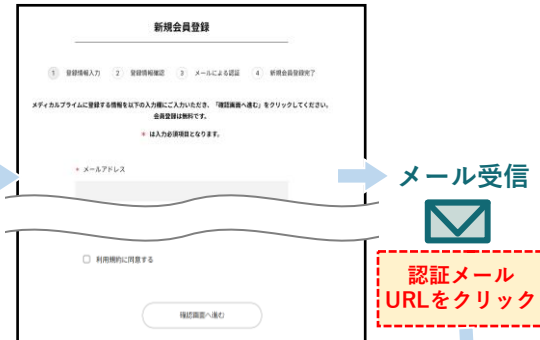 新規会員登録
1 登録情報入力 2 登録情報確認 3 メールによる認証 4 新規会員登録完了
メディカルプライムに登録する情報を以下の入力欄にご入力いただき、「確認画面へ進む」をクリックしてください。
会員登録は無料です。
* は入力必須項目となります。
* メールアドレス
利用規約に同意する
確認画面へ進む
メール受信
認証メール
URLをクリック